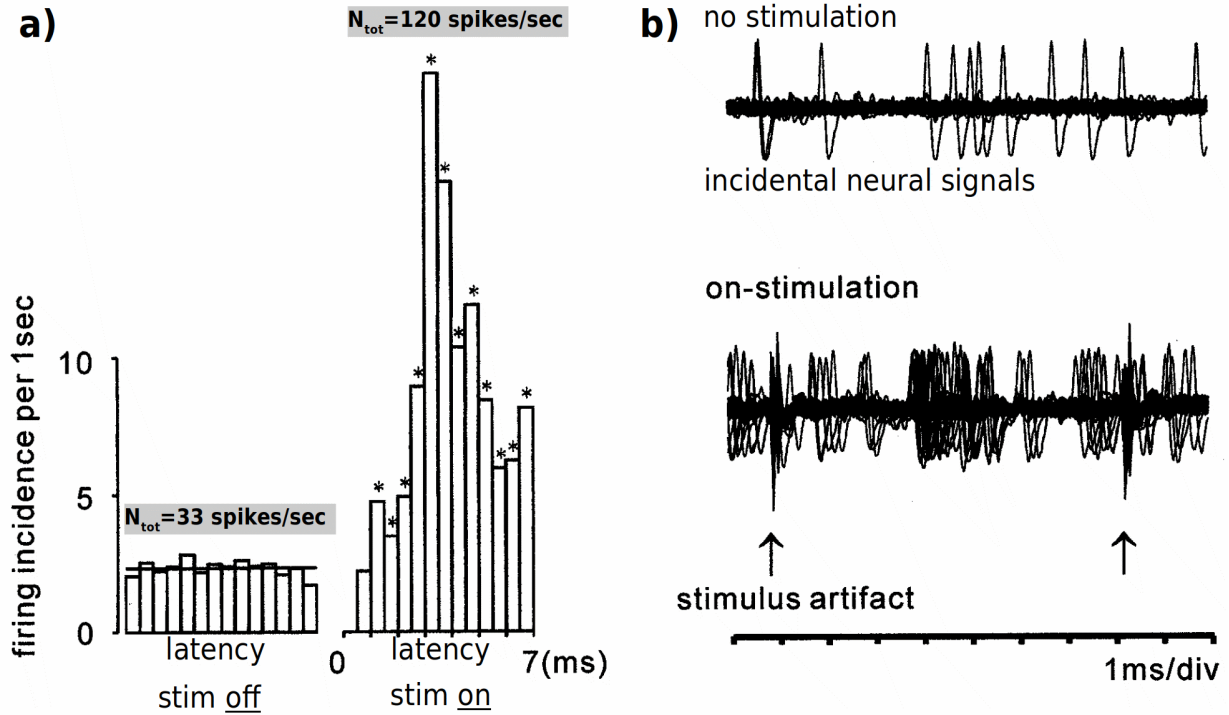 a)
N_tot=120 spikes/sec
* * * * * * * * * * * *
firing incidence per 1sec
10
5
0
N_tot=33 spikes/sec
latency
stim off
0
latency
7(ms)
stim on
b)
no stimulation
incidental neural signals
on-stimulation
stimulus artifact
1ms/div